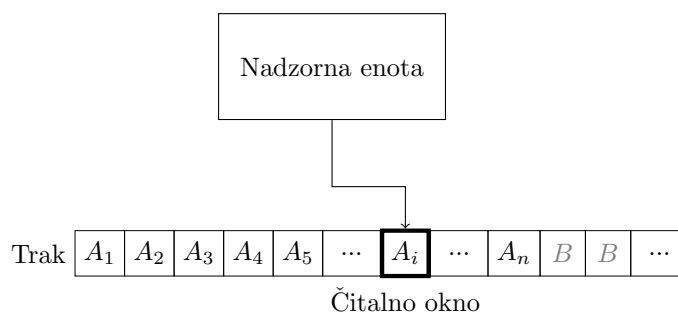 Nadzorna enota
Trak A₁ A₂ A₃ A₄ A₅ ... Aᵢ ... Aₙ B B ...
Čitalno okno